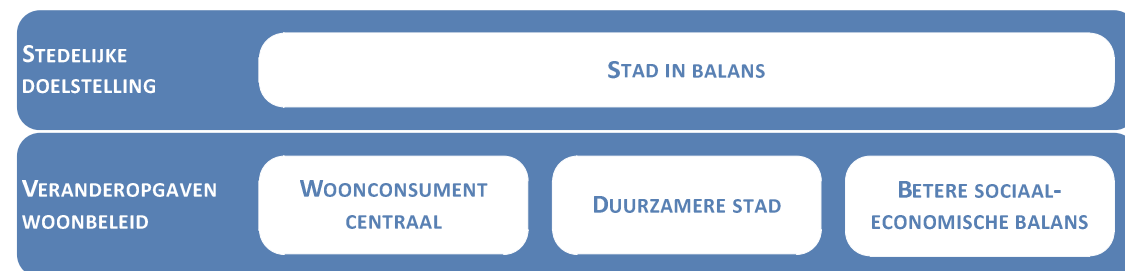 STEDELIJKE
DOELSTELLING
STAD IN BALANS
VERANDEROPGAVEN
WOONBELEID
WOONCONSUMENT
CENTRAAL
DUURZAMERE STAD
BETERE SOCIAAL-
ECONOMISCHE BALANS